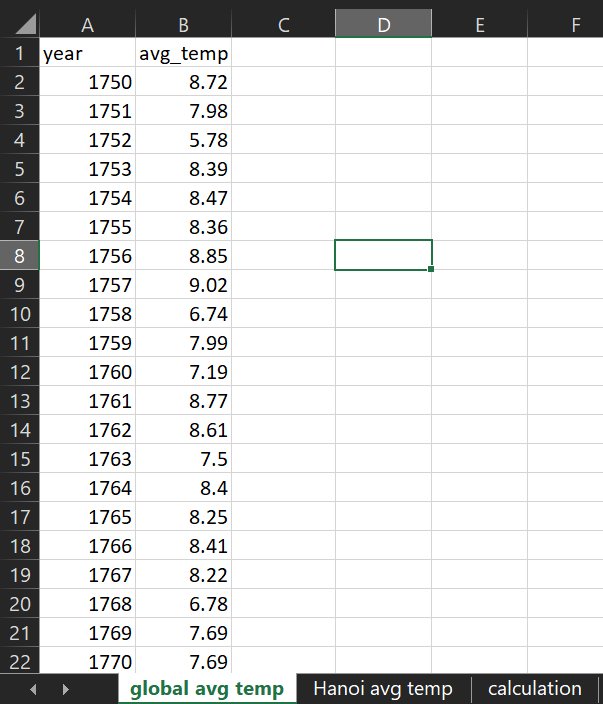 A B C D E F
1 year avg_temp
2 1750 8.72
3 1751 7.98
4 1752 5.78
5 1753 8.39
6 1754 8.47
7 1755 8.36
8 1756 8.85
9 1757 9.02
10 1758 6.74
11 1759 7.99
12 1760 7.19
13 1761 8.77
14 1762 8.61
15 1763 7.5
16 1764 8.4
17 1765 8.25
18 1766 8.41
19 1767 8.22
20 1768 6.78
21 1769 7.69
22 1770 7.69
global avg temp Hanoi avg temp calculation